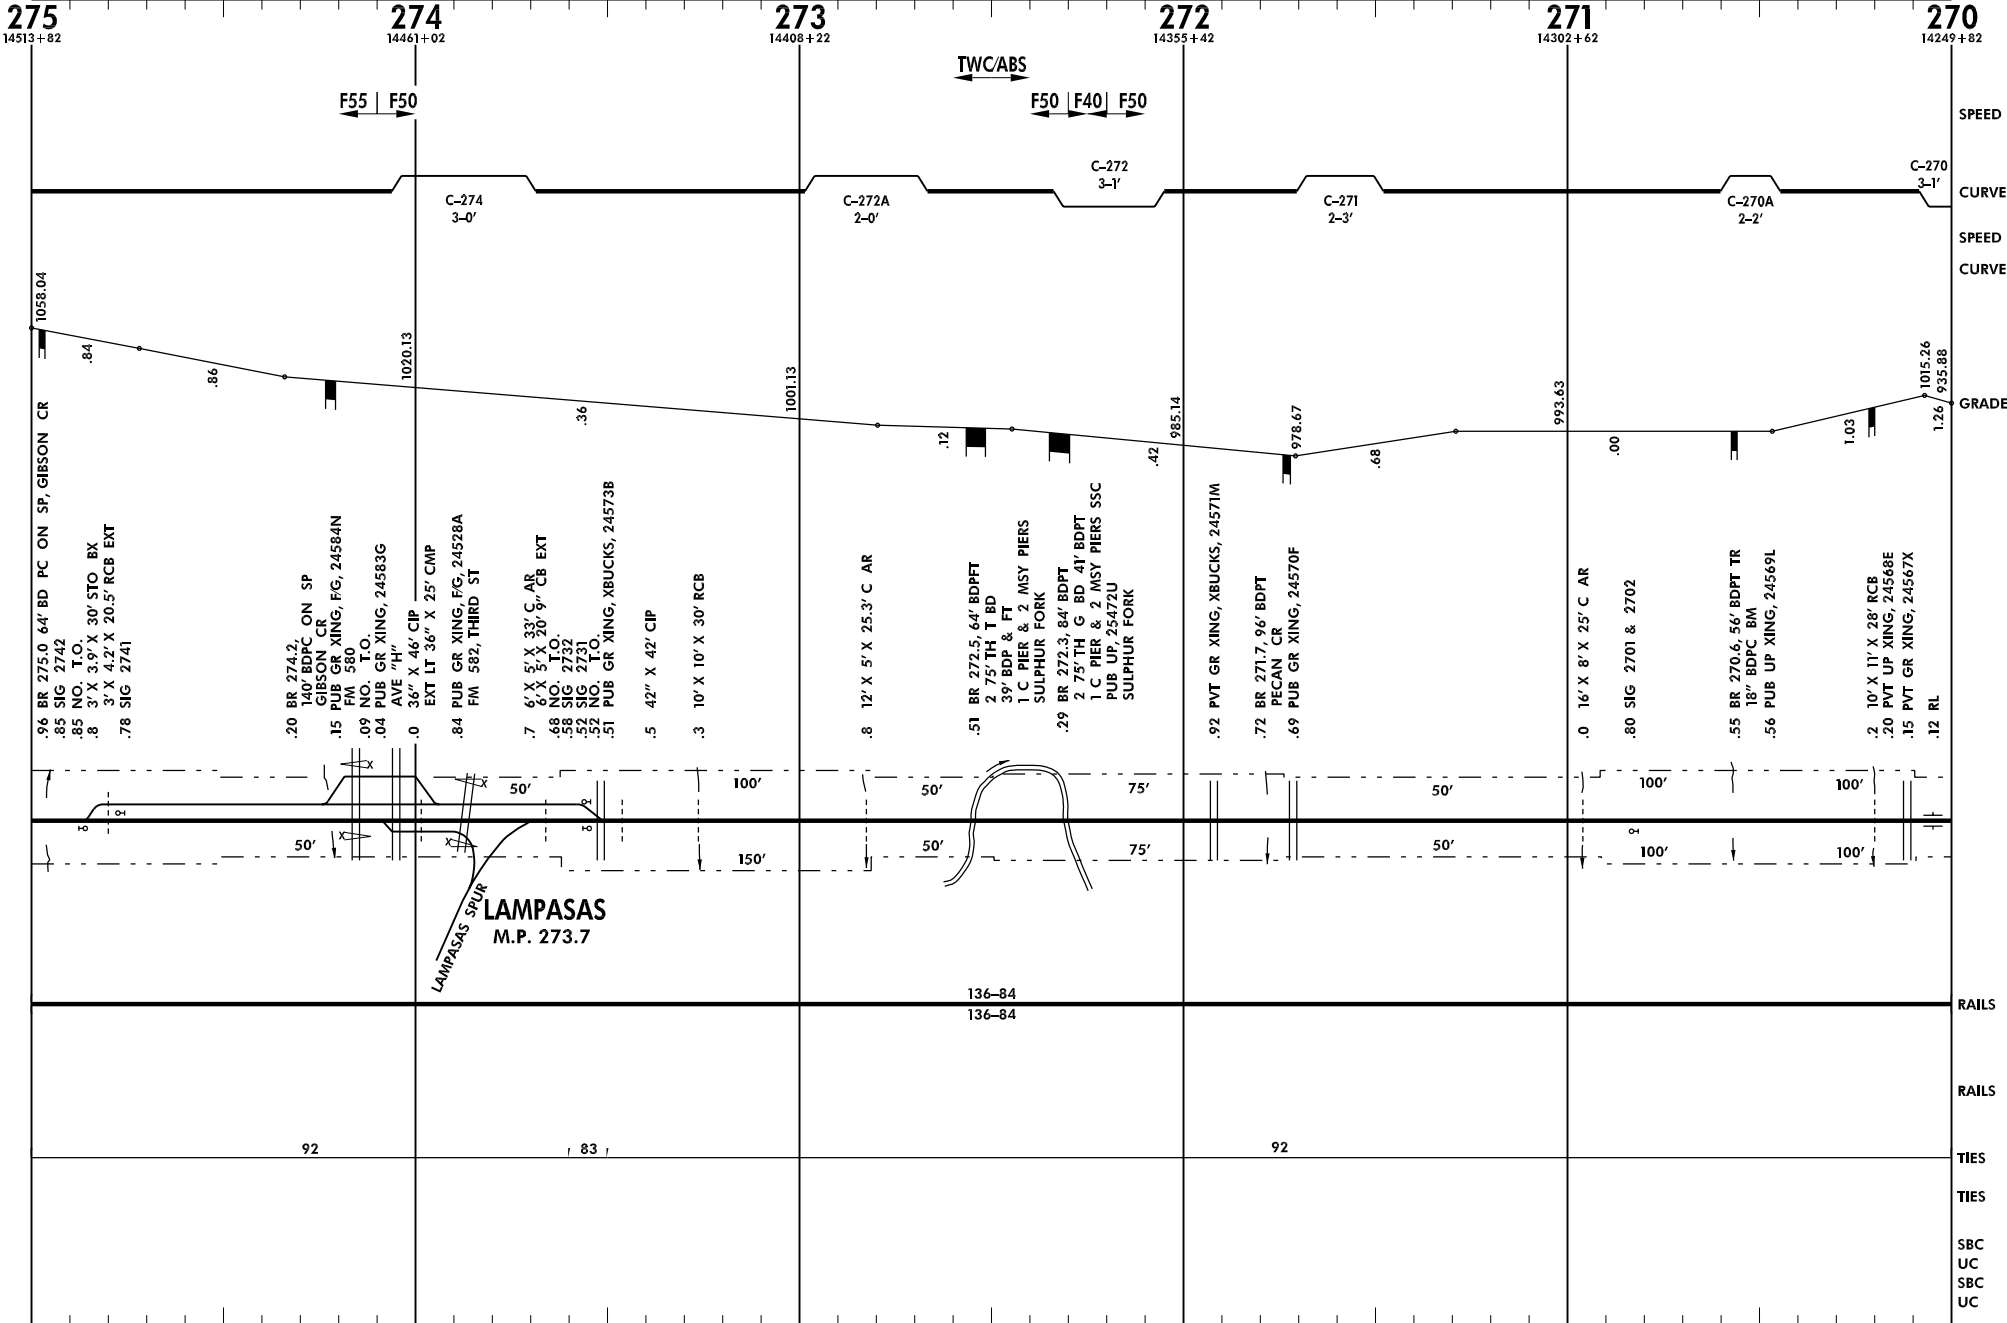 275 274 273 272 271 270
14513+82 14461+02 14408+22 14355+42 14302+62 14249+82
TWC/ABS
F55 F50
F50 F40 F50
SPEED
C-274
3-0'
C-272A
2-0'
C-272
3-1'
C-271
2-3'
C-270A
2-2'
C-270
3-1'
CURVE
SPEED
CURVE
1058.04
.84
.86
1020.13
.36
1001.13
.12
.42
985.14
978.67
.68
993.63
.00
1.03
1015.26
935.88
1.26
GRADE
.96 BR 275.0 64' BD PC ON SP, GIBSON CR
.85 SIG 2742
.85 NO. T.O.
.8 3' X 3.9' X 30' STO BX
3' X 4.2' X 20.5' RCB EXT
.78 SIG 2741
.20 BR 274.2,
140' BDPC ON SP
GIBSON CR
.15 PUB GR XING, F/G, 24584N
FM 580
.09 NO. T.O.
.04 PUB GR XING, 24583G
AVE "H"
.0 36" X 46' CIP
EXT LT 36" X 25' CMP
.84 PUB GR XING, F/G, 24528A
FM 582, THIRD ST
.7 6' X 5' X 33' C AR
6' X 5' X 20' 9" CB EXT
.68 NO. T.O.
.58 SIG 2732
.52 SIG 2731
.52 NO. T.O.
.51 PUB GR XING, XBUCKS, 24573B
.5 42" X 42' CIP
.3 10' X 10' X 30' RCB
.8 12' X 5' X 25.3' C AR
.51 BR 272.5, 64' BDPFT
2 75' TH T BD
39' BDP & FT
1 C PIER & 2 MSY PIERS
SULPHUR FORK
.29 BR 272.3, 84' BDPT
2 75' TH G BD 41' BDPT
1 C PIER & 2 MSY PIERS SSC
PUB UP, 25472U
SULPHUR FORK
.92 PVT GR XING, XBUCKS, 24571M
.72 BR 271.7, 96' BDPT
PECAN CR
.69 PUB GR XING, 24570F
.0 16' X 8' X 25' C AR
.80 SIG 2701 & 2702
.55 BR 270.6, 56' BDPT TR
18" BDPC BM
.56 PUB UP XING, 24569L
.2 10' X 11' X 28' RCB
.20 PVT UP XING, 24568E
.15 PVT GR XING, 24567X
.12 RL
X X
50' 100' 50' 75' 50' 100' 100'
X X
50' 150' 50' 75' 50' 100' 100'
LAMPASAS SPUR
LAMPASAS
M.P. 273.7
136-84
136-84
RAILS
RAILS
92 83 92
TIES
TIES
SBC
UC
SBC
UC